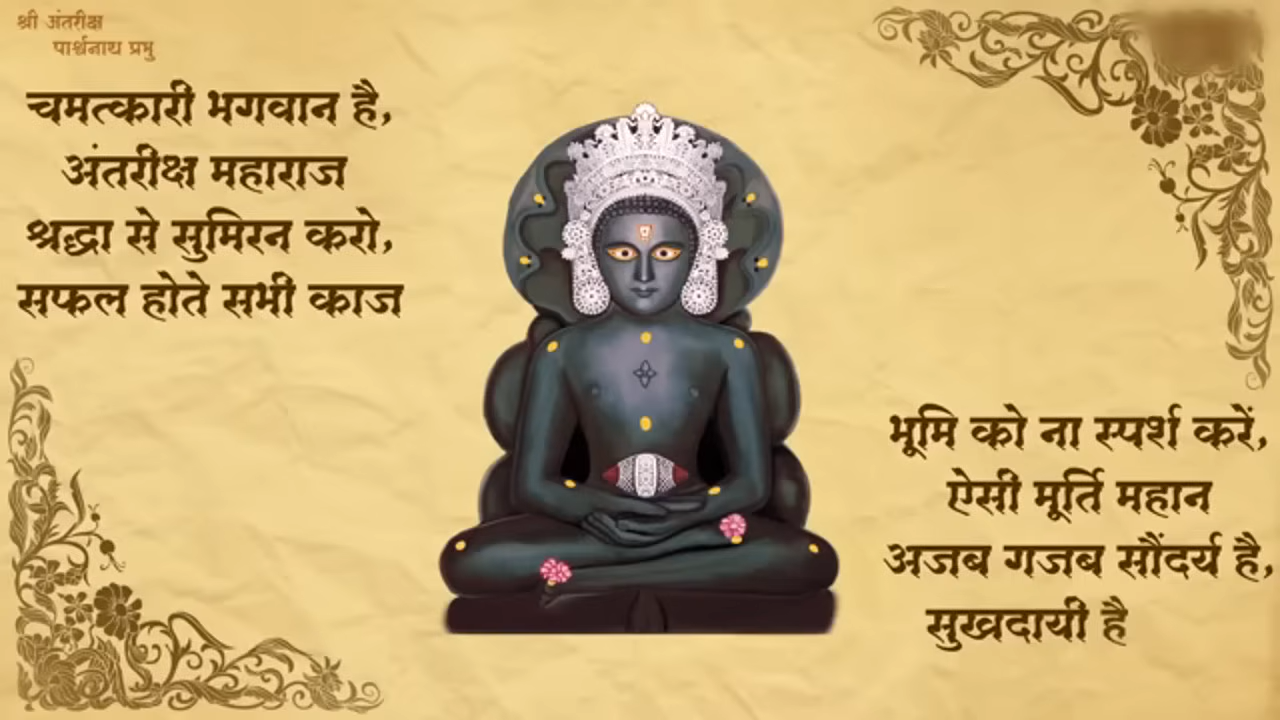 श्री अंतरीक्ष
पार्श्वनाथ प्रभु
चमत्कारी भगवान है,
अंतरीक्ष महाराज
श्रद्धा से सुमिरन करो,
सफल होते सभी काज
भूमि को ना स्पर्श करें,
ऐसी मूर्ति महान
अजब गजब सौंदर्य है,
सुखदायी है